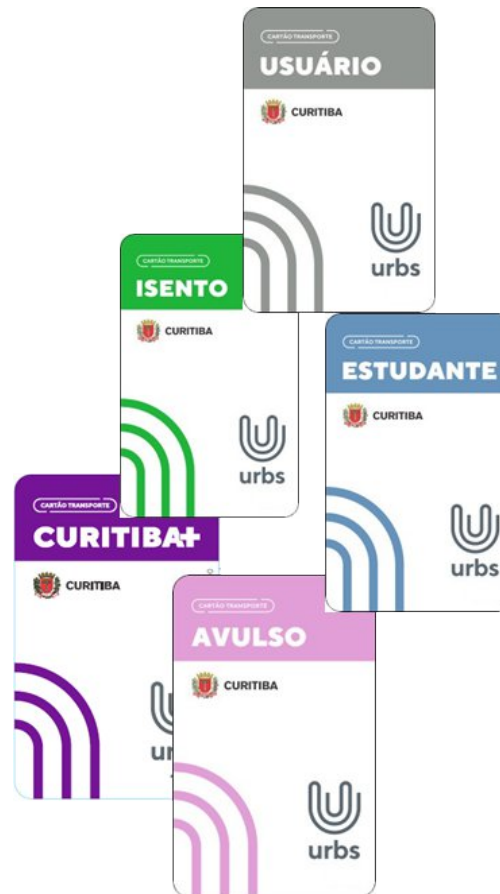 CARTÃO TRANSPORTE
USUÁRIO
CURITIBA
urbs
CARTÃO TRANSPORTE
ISENTO
CURITIBA
urbs
CARTÃO TRANSPORTE
ESTUDANTE
CURITIBA
urbs
CARTÃO TRANSPORTE
CURITIBA+
CURITIBA
ur
CARTÃO TRANSPORTE
AVULSO
CURITIBA
urbs